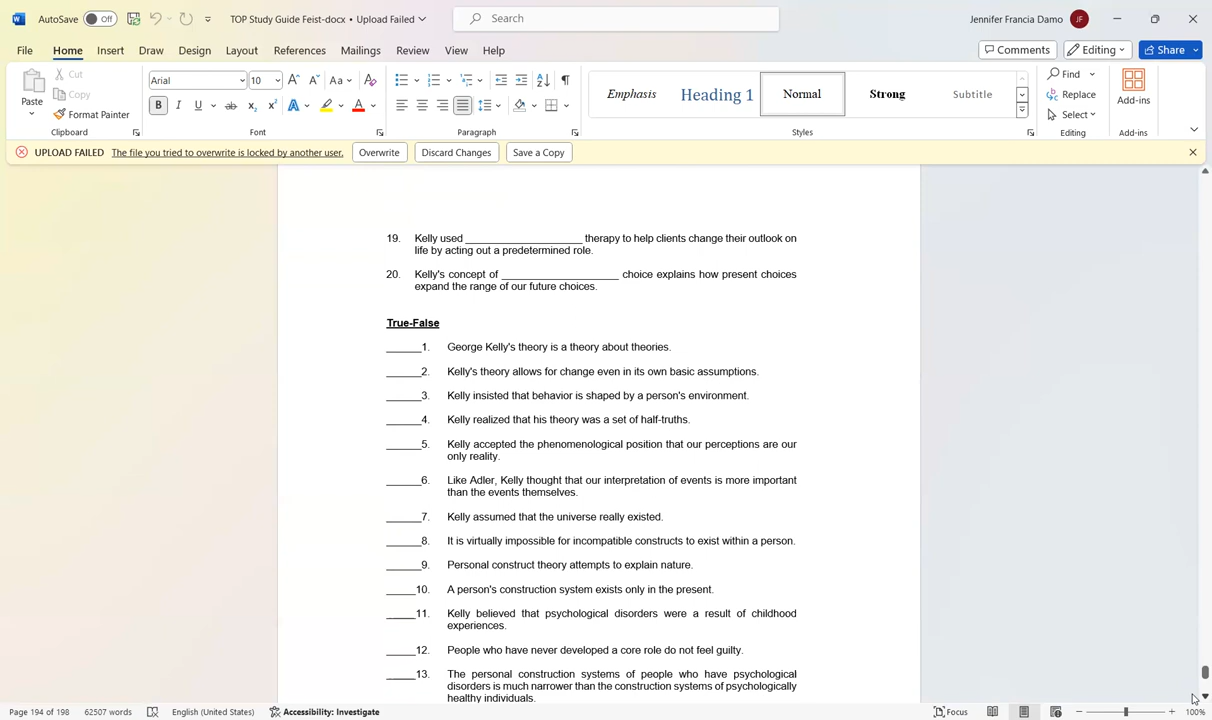 AutoSave Off TOP Study Guide Feist-docx • Upload Failed Search Jennifer Francia Damo JF
File Home Insert Draw Design Layout References Mailings Review View Help Comments Editing Share
Paste Cut Copy Format Painter
Clipboard
Arial 10
Font
Paragraph
Emphasis Heading 1 Normal Strong Subtitle
Styles
Find Replace Select
Editing
Add-ins
Add-ins
UPLOAD FAILED The file you tried to overwrite is locked by another user. Overwrite Discard Changes Save a Copy
19. Kelly used ____________________ therapy to help clients change their outlook on
life by acting out a predetermined role.
20. Kelly's concept of ____________________ choice explains how present choices
expand the range of our future choices.
True-False
______1. George Kelly's theory is a theory about theories.
______2. Kelly's theory allows for change even in its own basic assumptions.
______3. Kelly insisted that behavior is shaped by a person's environment.
______4. Kelly realized that his theory was a set of half-truths.
______5. Kelly accepted the phenomenological position that our perceptions are our
only reality.
______6. Like Adler, Kelly thought that our interpretation of events is more important
than the events themselves.
______7. Kelly assumed that the universe really existed.
______8. It is virtually impossible for incompatible constructs to exist within a person.
______9. Personal construct theory attempts to explain nature.
_____10. A person's construction system exists only in the present.
_____11. Kelly believed that psychological disorders were a result of childhood
experiences.
_____12. People who have never developed a core role do not feel guilty.
_____13. The personal construction systems of people who have psychological
disorders is much narrower than the construction systems of psychologically
healthy individuals.
Page 194 of 198 62507 words English (United States) Accessibility: Investigate Focus 100%